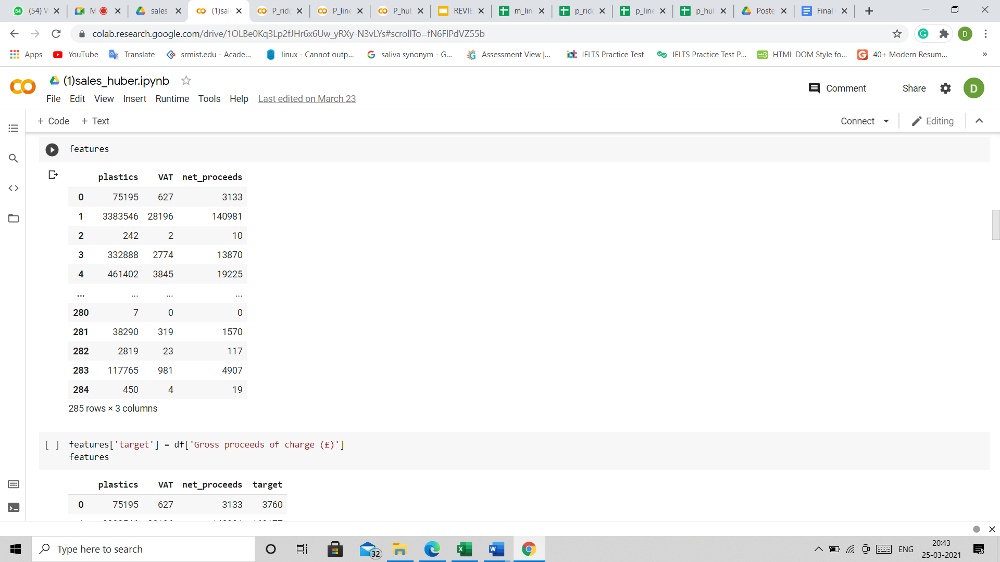 (54) W
M
sales
(1)sal
P_ridg
P_line
P_hub
REVIE
m_lin
p_ridg
p_line
p_hub
Poste
Final
colab.research.google.com/drive/1OLBe0Kq3Lp2fJHr6x6Uw_yRXy-N3vLYs#scrollTo=fN6FlPdVZ55b
D
Apps YouTube Translate srmist.edu - Acade... linux - Cannot outp... saliva synonym - G... Assessment View |... IELTS Practice Test IELTS Practice Test P... HTML DOM Style fo... 40+ Modern Resum... »
(1)sales_huber.ipynb
Comment Share D
File Edit View Insert Runtime Tools Help Last edited on March 23
+ Code + Text Connect Editing
features
plastics VAT net_proceeds
0 75195 627 3133
1 3383546 28196 140981
2 242 2 10
3 332888 2774 13870
4 461402 3845 19225
... ... ... ...
280 7 0 0
281 38290 319 1570
282 2819 23 117
283 117765 981 4907
284 450 4 19
285 rows × 3 columns
[ ] features['target'] = df['Gross proceeds of charge (£)']
features
plastics VAT net_proceeds target
0 75195 627 3133 3760
Type here to search
32
ENG
20:43
25-03-2021